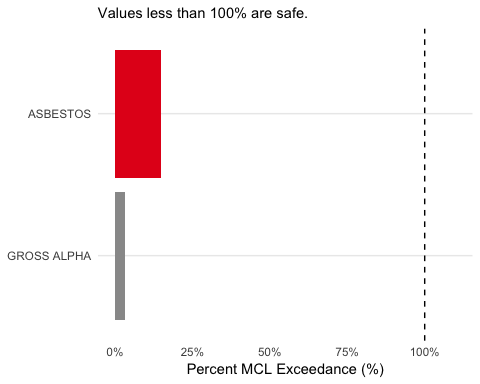 Values less than 100% are safe.
ASBESTOS
GROSS ALPHA
0% 25% 50% 75% 100%
Percent MCL Exceedance (%)